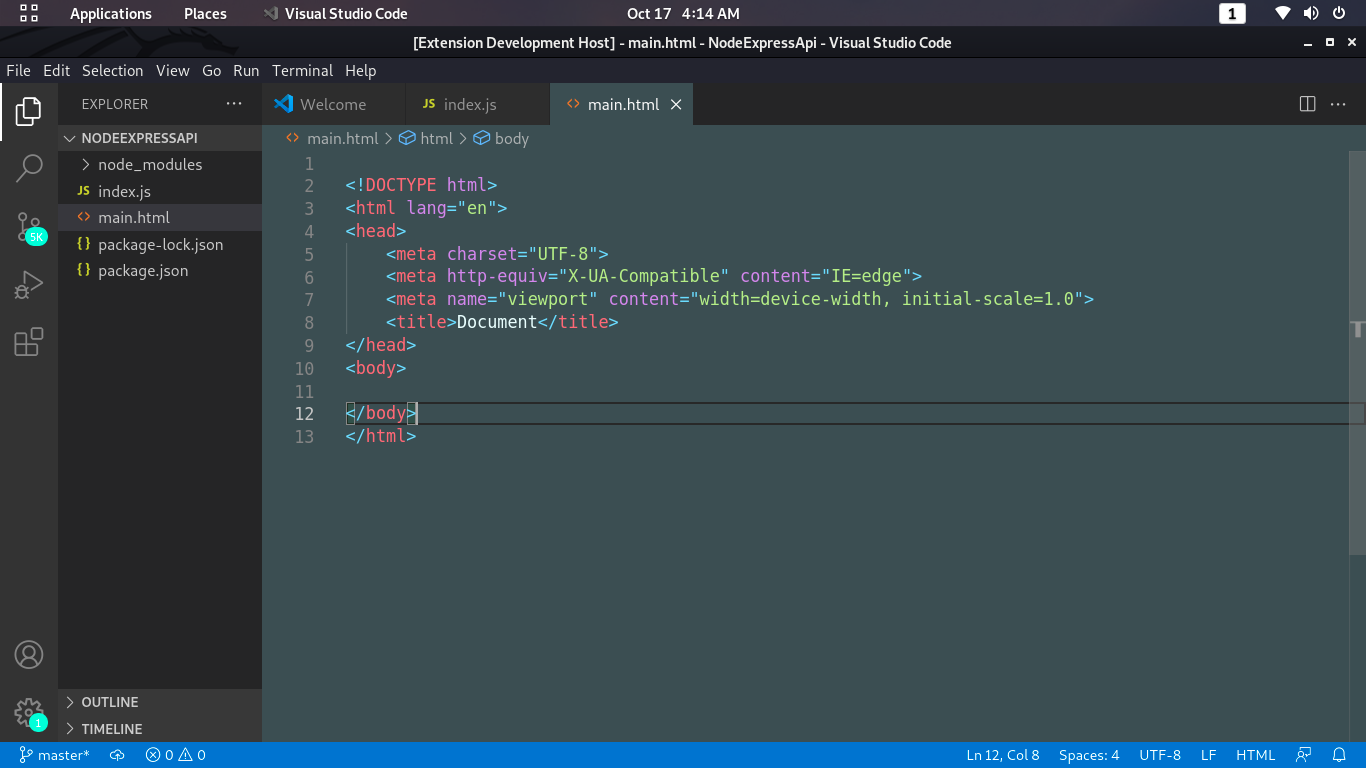 Applications Places Visual Studio Code Oct 17 4:14 AM 1
[Extension Development Host] - main.html - NodeExpressApi - Visual Studio Code
File Edit Selection View Go Run Terminal Help
EXPLORER
Welcome JS index.js main.html
NODEEXPRESSAPI
node_modules
JS index.js
main.html
{} package-lock.json
{} package.json
5K
main.html > html > body
1
2 <!DOCTYPE html>
3 <html lang="en">
4 <head>
5 <meta charset="UTF-8">
6 <meta http-equiv="X-UA-Compatible" content="IE=edge">
7 <meta name="viewport" content="width=device-width, initial-scale=1.0">
8 <title>Document</title>
9 </head>
10 <body>
11
12 </body>
13 </html>
T
OUTLINE
TIMELINE
1
master* 0 0 Ln 12, Col 8 Spaces: 4 UTF-8 LF HTML